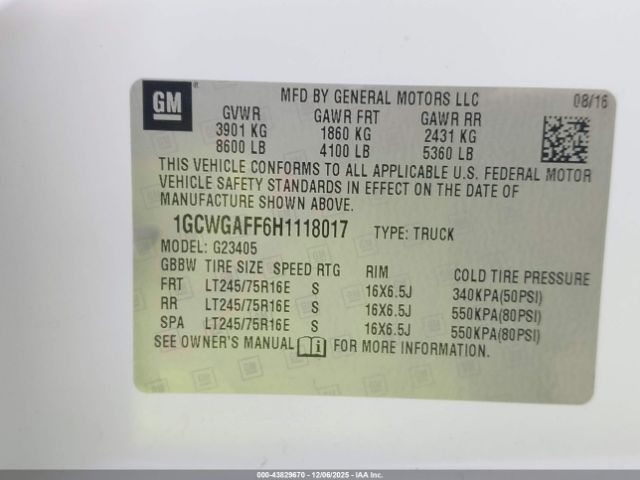 GM
MFD BY GENERAL MOTORS LLC 08/16
GVWR GAWR FRT GAWR RR
3901 KG 1860 KG 2431 KG
8600 LB 4100 LB 5360 LB
THIS VEHICLE CONFORMS TO ALL APPLICABLE U.S. FEDERAL MOTOR
VEHICLE SAFETY STANDARDS IN EFFECT ON THE DATE OF
MANUFACTURE SHOWN ABOVE.
1GCWGAFF6H1118017 TYPE: TRUCK
MODEL: G23405
GBBW TIRE SIZE SPEED RTG RIM COLD TIRE PRESSURE
FRT LT245/75R16E S 16X6.5J 340KPA(50PSI)
RR LT245/75R16E S 16X6.5J 550KPA(80PSI)
SPA LT245/75R16E S 16X6.5J 550KPA(80PSI)
SEE OWNER'S MANUAL FOR MORE INFORMATION.
000-43829670 - 12/06/2025 - IAAI.CA